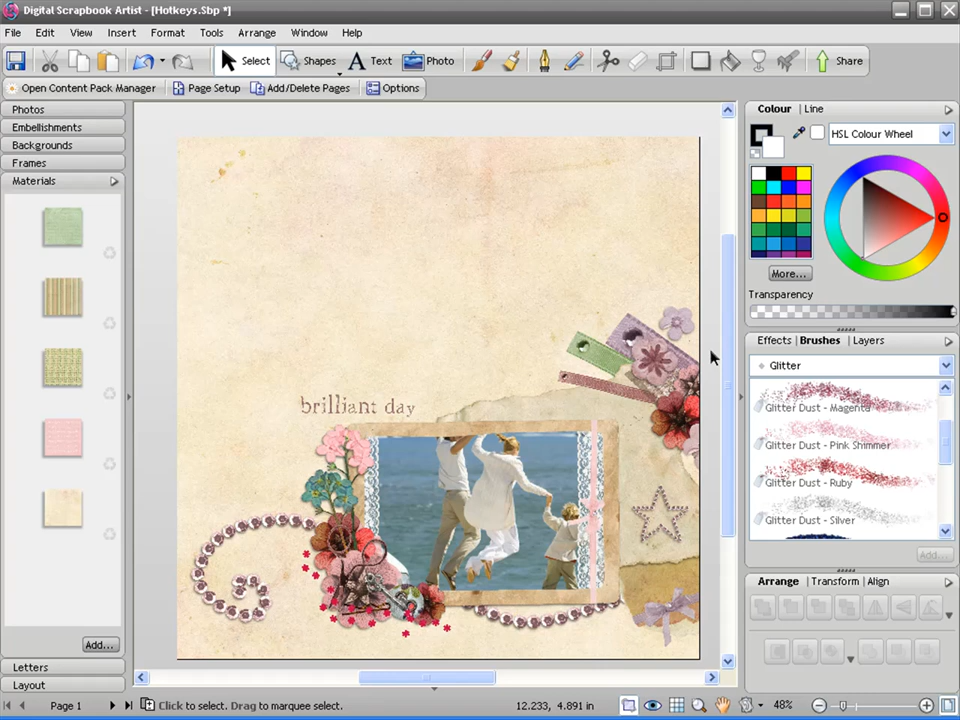 Digital Scrapbook Artist - [Hotkeys.Sbp *]
File Edit View Insert Format Tools Arrange Window Help
Select Shapes Text Photo Share
Open Content Pack Manager Page Setup Add/Delete Pages Options
Photos
Embellishments
Backgrounds
Frames
Materials
Add...
Letters
Layout
brilliant day
Colour Line
HSL Colour Wheel
More...
Transparency
Effects Brushes Layers
Glitter
Glitter Dust - Magenta
Glitter Dust - Pink Shimmer
Glitter Dust - Ruby
Glitter Dust - Silver
Add...
Arrange Transform Align
Page 1 Click to select. Drag to marquee select. 12.233, 4.891 in 48%